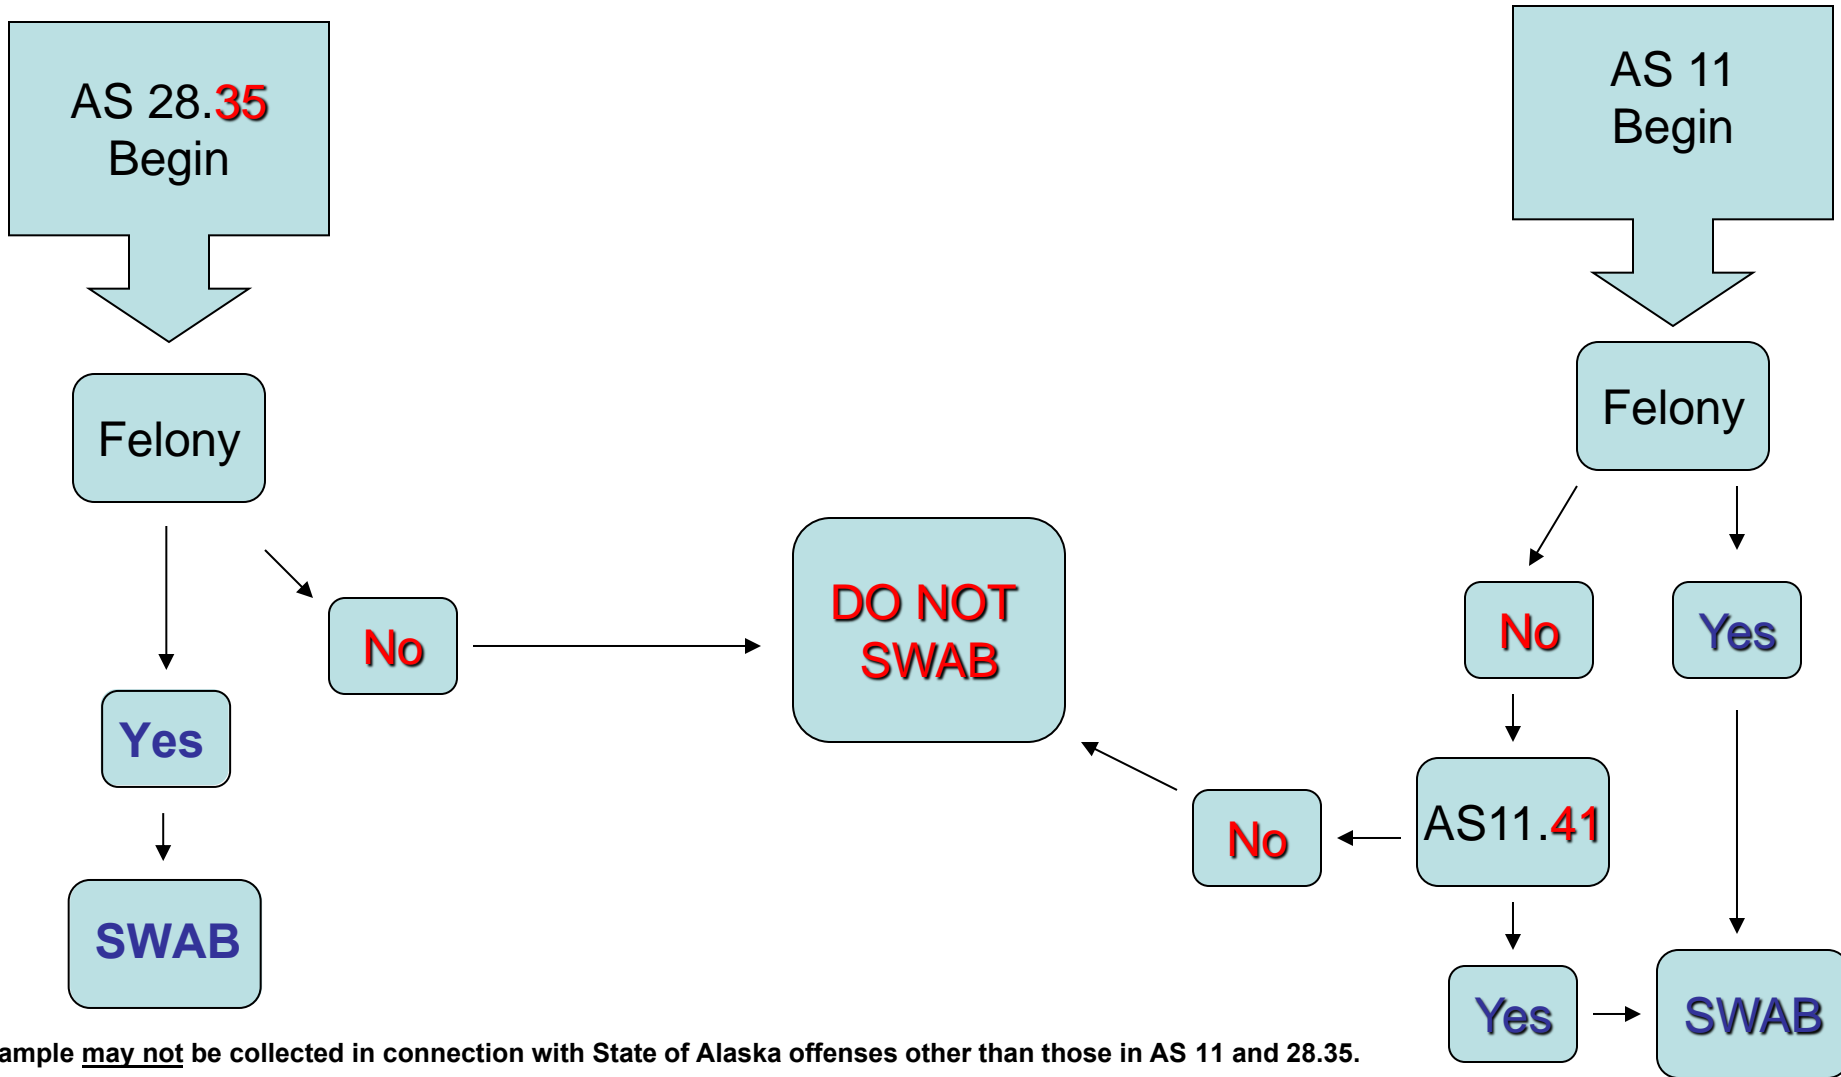 AS 28.35
Begin
Felony
No
Yes
SWAB
DO NOT
SWAB
AS 11
Begin
Felony
No
Yes
AS11.41
No
Yes
SWAB
ample may not be collected in connection with State of Alaska offenses other than those in AS 11 and 28.35.